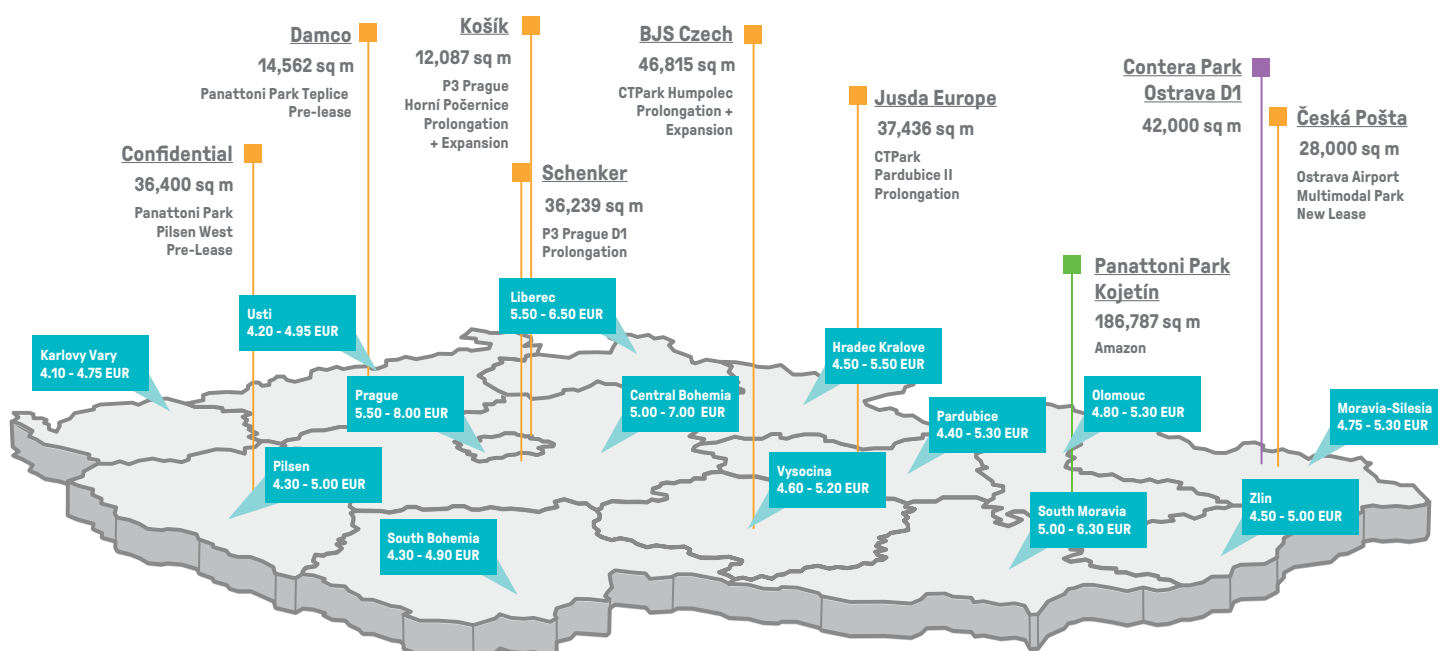 Damco
14,562 sq m
Panattoni Park Teplice
Pre-lease
Košík
12,087 sq m
P3 Prague
Horní Počernice
Prolongation
+ Expansion
BJS Czech
46,815 sq m
CTPark Humpolec
Prolongation +
Expansion
Jusda Europe
37,436 sq m
CTPark
Pardubice II
Prolongation
Contera Park
Ostrava D1
42,000 sq m
Česká Pošta
28,000 sq m
Ostrava Airport
Multimodal Park
New Lease
Confidential
36,400 sq m
Panattoni Park
Pilsen West
Pre-Lease
Schenker
36,239 sq m
P3 Prague D1
Prolongation
Panattoni Park
Kojetín
186,787 sq m
Amazon
Karlovy Vary
4.10 - 4.75 EUR
Usti
4.20 - 4.95 EUR
Liberec
5.50 - 6.50 EUR
Hradec Kralove
4.50 - 5.50 EUR
Prague
5.50 - 8.00 EUR
Central Bohemia
5.00 - 7.00 EUR
Pardubice
4.40 - 5.30 EUR
Olomouc
4.80 - 5.30 EUR
Moravia-Silesia
4.75 - 5.30 EUR
Pilsen
4.30 - 5.00 EUR
Vysocina
4.60 - 5.20 EUR
South Bohemia
4.30 - 4.90 EUR
South Moravia
5.00 - 6.30 EUR
Zlin
4.50 - 5.00 EUR